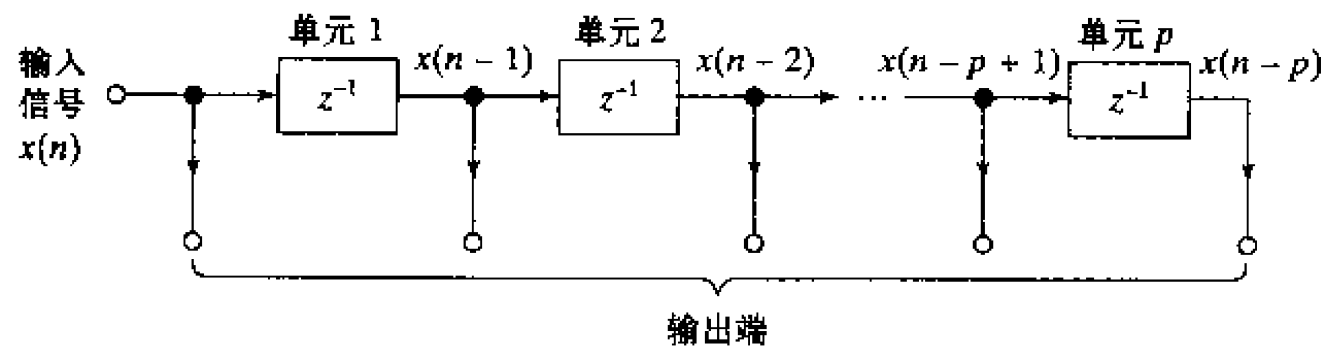 单元 1
单元 2
单元 p
输入
信号
x(n)
z⁻¹
x(n − 1)
z⁻¹
x(n − 2)
...
x(n − p + 1)
z⁻¹
x(n − p)
输出端